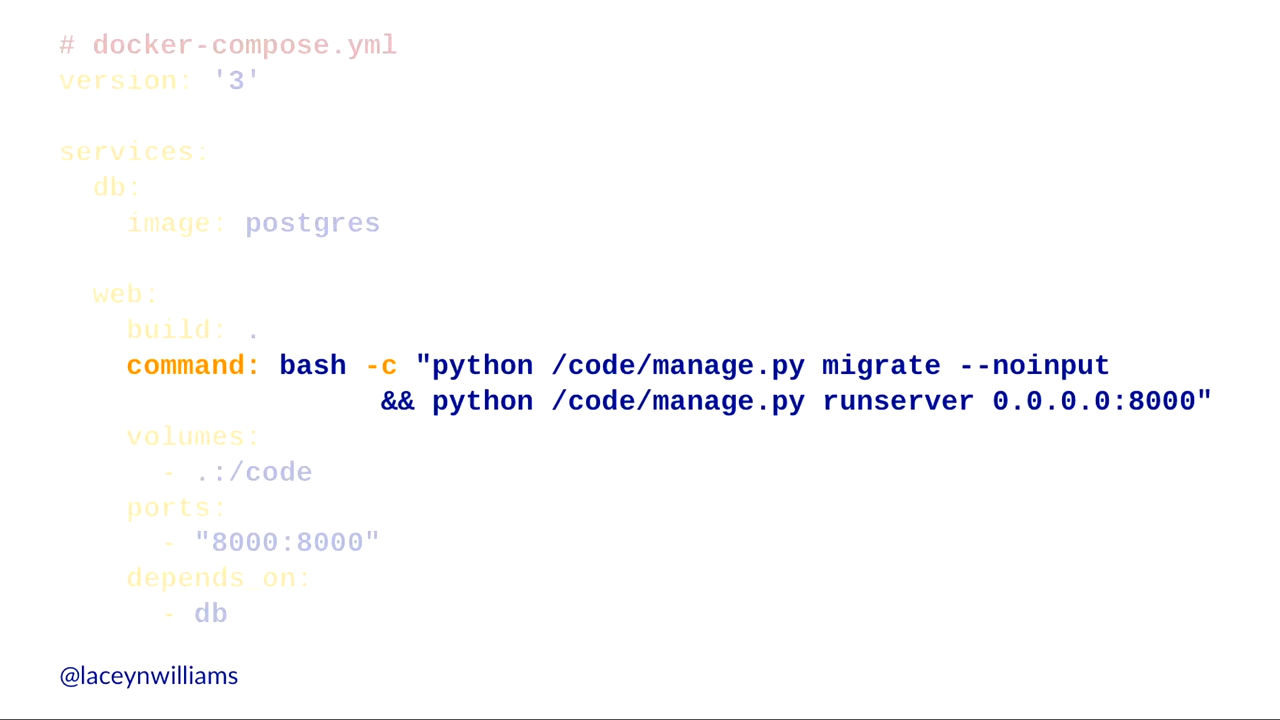 # docker-compose.yml
version: '3'
services:
db:
image: postgres
web:
build: .
command: bash -c "python /code/manage.py migrate --noinput
&& python /code/manage.py runserver 0.0.0.0:8000"
volumes:
- .:/code
ports:
- "8000:8000"
depends_on:
- db
@laceynwilliams